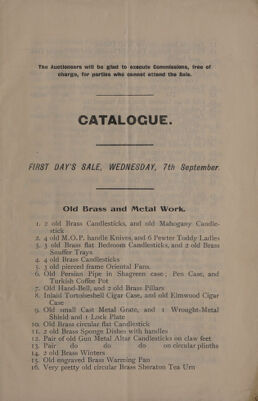 The Auctioneers will be glad to execute Commissions, free of
charge, for parties who cannot attend the Sale.
CATALOGUE.
FIRST DAY'S SALE, WEDNESDAY, 7th September.
Old Brass and Metal Work.
1. 2 old Brass Candlesticks, and old Mahogany Candle-
stick
2. 4 old M.O.P. handle Knives, and 6 Pewter Toddy Ladles
3. 3 old Brass flat Bedroom Candlesticks, and 2 old Brass
Snuffer Trays
4. 4 old Brass Candlesticks
5. 3 old pierced frame Oriental Fans.
6. Old Persian Pipe in Shagreen case; Pen Case, and
Turkish Coffee Pot
7. Old Hand-Bell, and 2 old Brass Pillars
8. Inlaid Tortoiseshell Cigar Case, and old Elmwood Cigar
Case
9. Old small Cast Metal Grate, and 1 Wrought-Metal
Shield and 1 Lock Plate
10. Old Brass circular flat Candlestick
11. 2 old Brass Sponge Dishes with handles
12. Pair of old Gun Metal Altar Candlesticks on claw feet
13. Pair do do do on circular plinths
14. 2 old Brass Winters
15. Old engraved Brass Warming Pan
16. Very pretty old circular Brass Sheraton Tea Urn